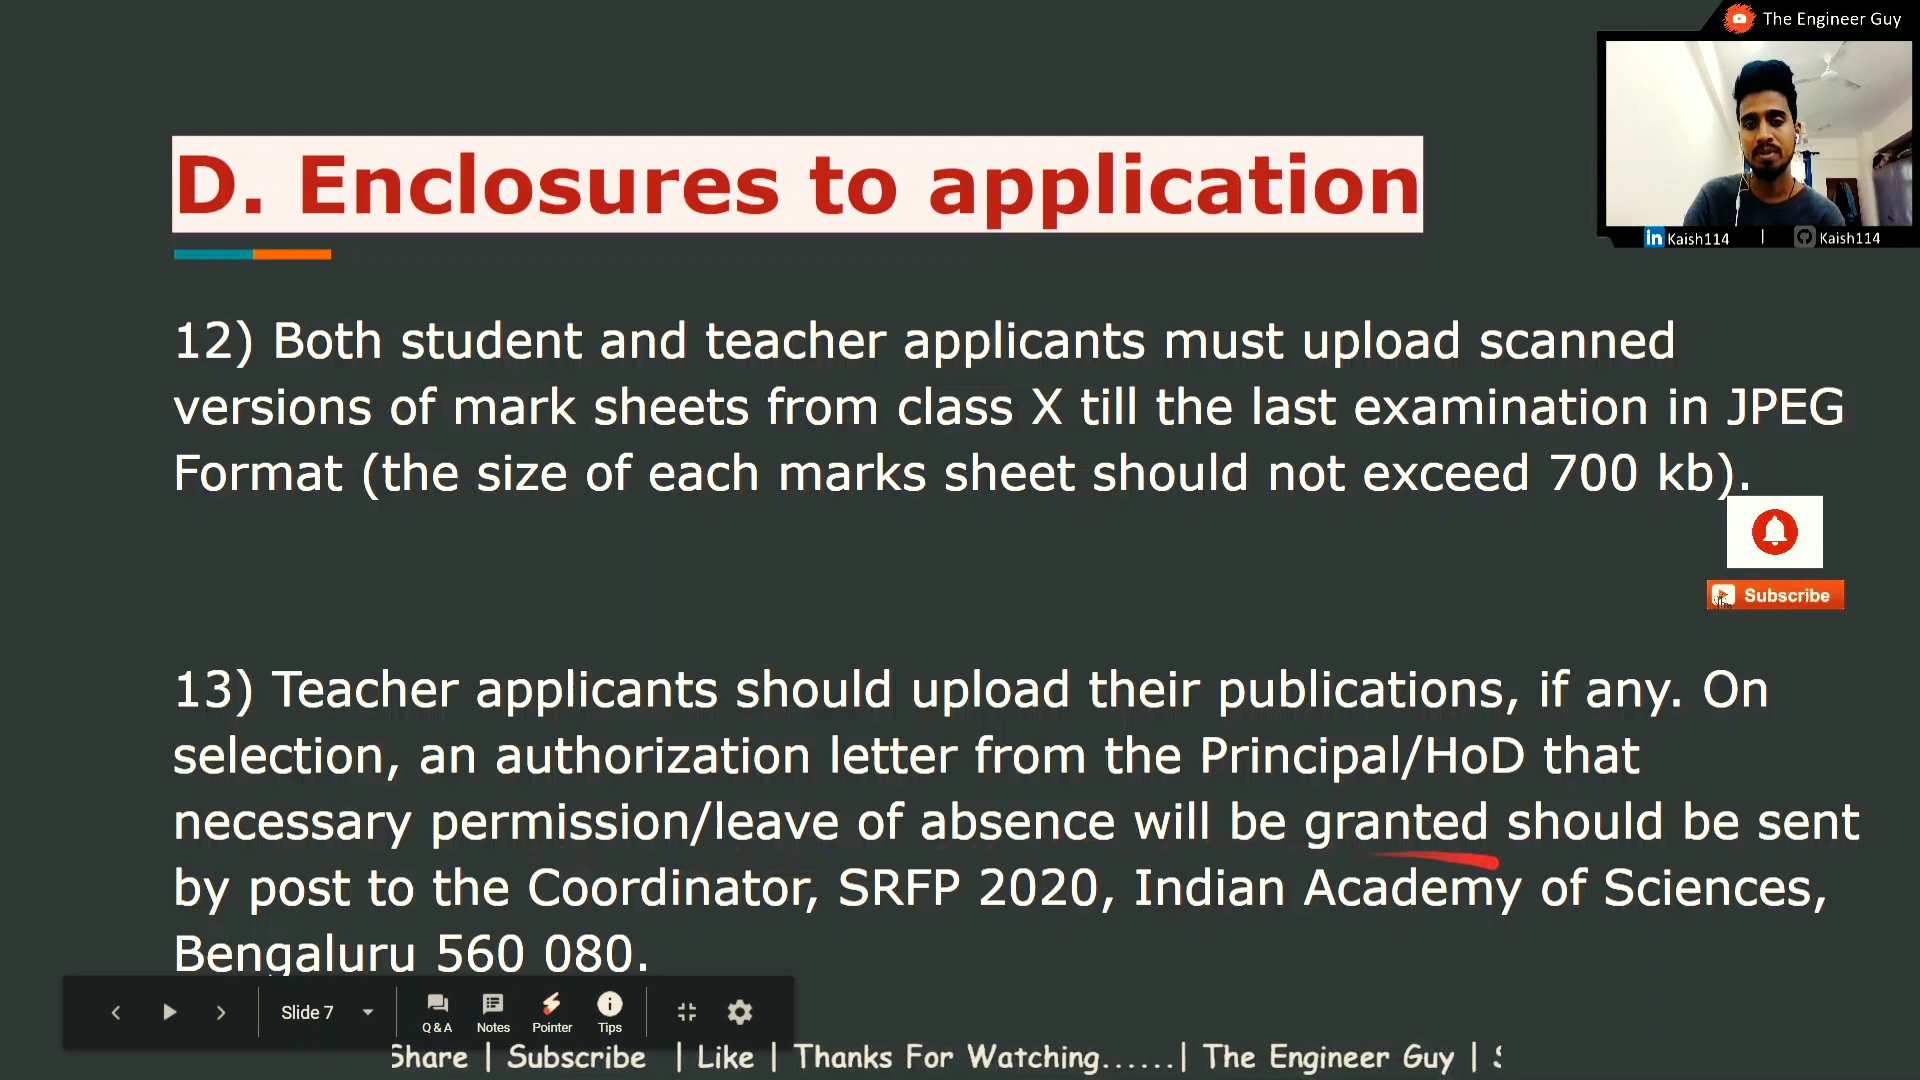 The Engineer Guy
D. Enclosures to application
in Kaish114 | Kaish114
12) Both student and teacher applicants must upload scanned
versions of mark sheets from class X till the last examination in JPEG
Format (the size of each marks sheet should not exceed 700 kb).
Subscribe
13) Teacher applicants should upload their publications, if any. On
selection, an authorization letter from the Principal/HoD that
necessary permission/leave of absence will be granted should be sent
by post to the Coordinator, SRFP 2020, Indian Academy of Sciences,
Bengaluru 560 080.
Slide 7
Q&A Notes Pointer Tips
Share | Subscribe | Like | Thanks For Watching......| The Engineer Guy |